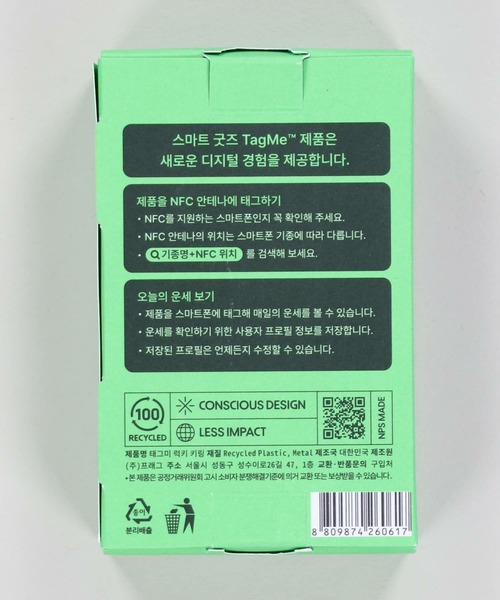 스마트 굿즈 TagMe™ 제품은
새로운 디지털 경험을 제공합니다.
제품을 NFC 안테나에 태그하기
• NFC를 지원하는 스마트폰인지 꼭 확인해 주세요.
• NFC 안테나의 위치는 스마트폰 기종에 따라 다릅니다.
• 기종명+NFC 위치 를 검색해 보세요.
오늘의 운세 보기
• 제품을 스마트폰에 태그해 매일의 운세를 볼 수 있습니다.
• 운세를 확인하기 위한 사용자 프로필 정보를 저장합니다.
• 저장된 프로필은 언제든지 수정할 수 있습니다.
100
RECYCLED
CONSCIOUS DESIGN
LESS IMPACT
NPS MADE
제품명 태그미 럭키 키링 재질 Recycled Plastic, Metal 제조국 대한민국 제조원
(주)프래그 주소 서울시 성동구 성수이로26길 47, 1층 교환·반품문의 구입처
*본 제품은 공정거래위원회 고시 소비자 분쟁해결기준에 의거 교환 또는 보상받을 수 있습니다.
종이
분리배출
8 809874 260617